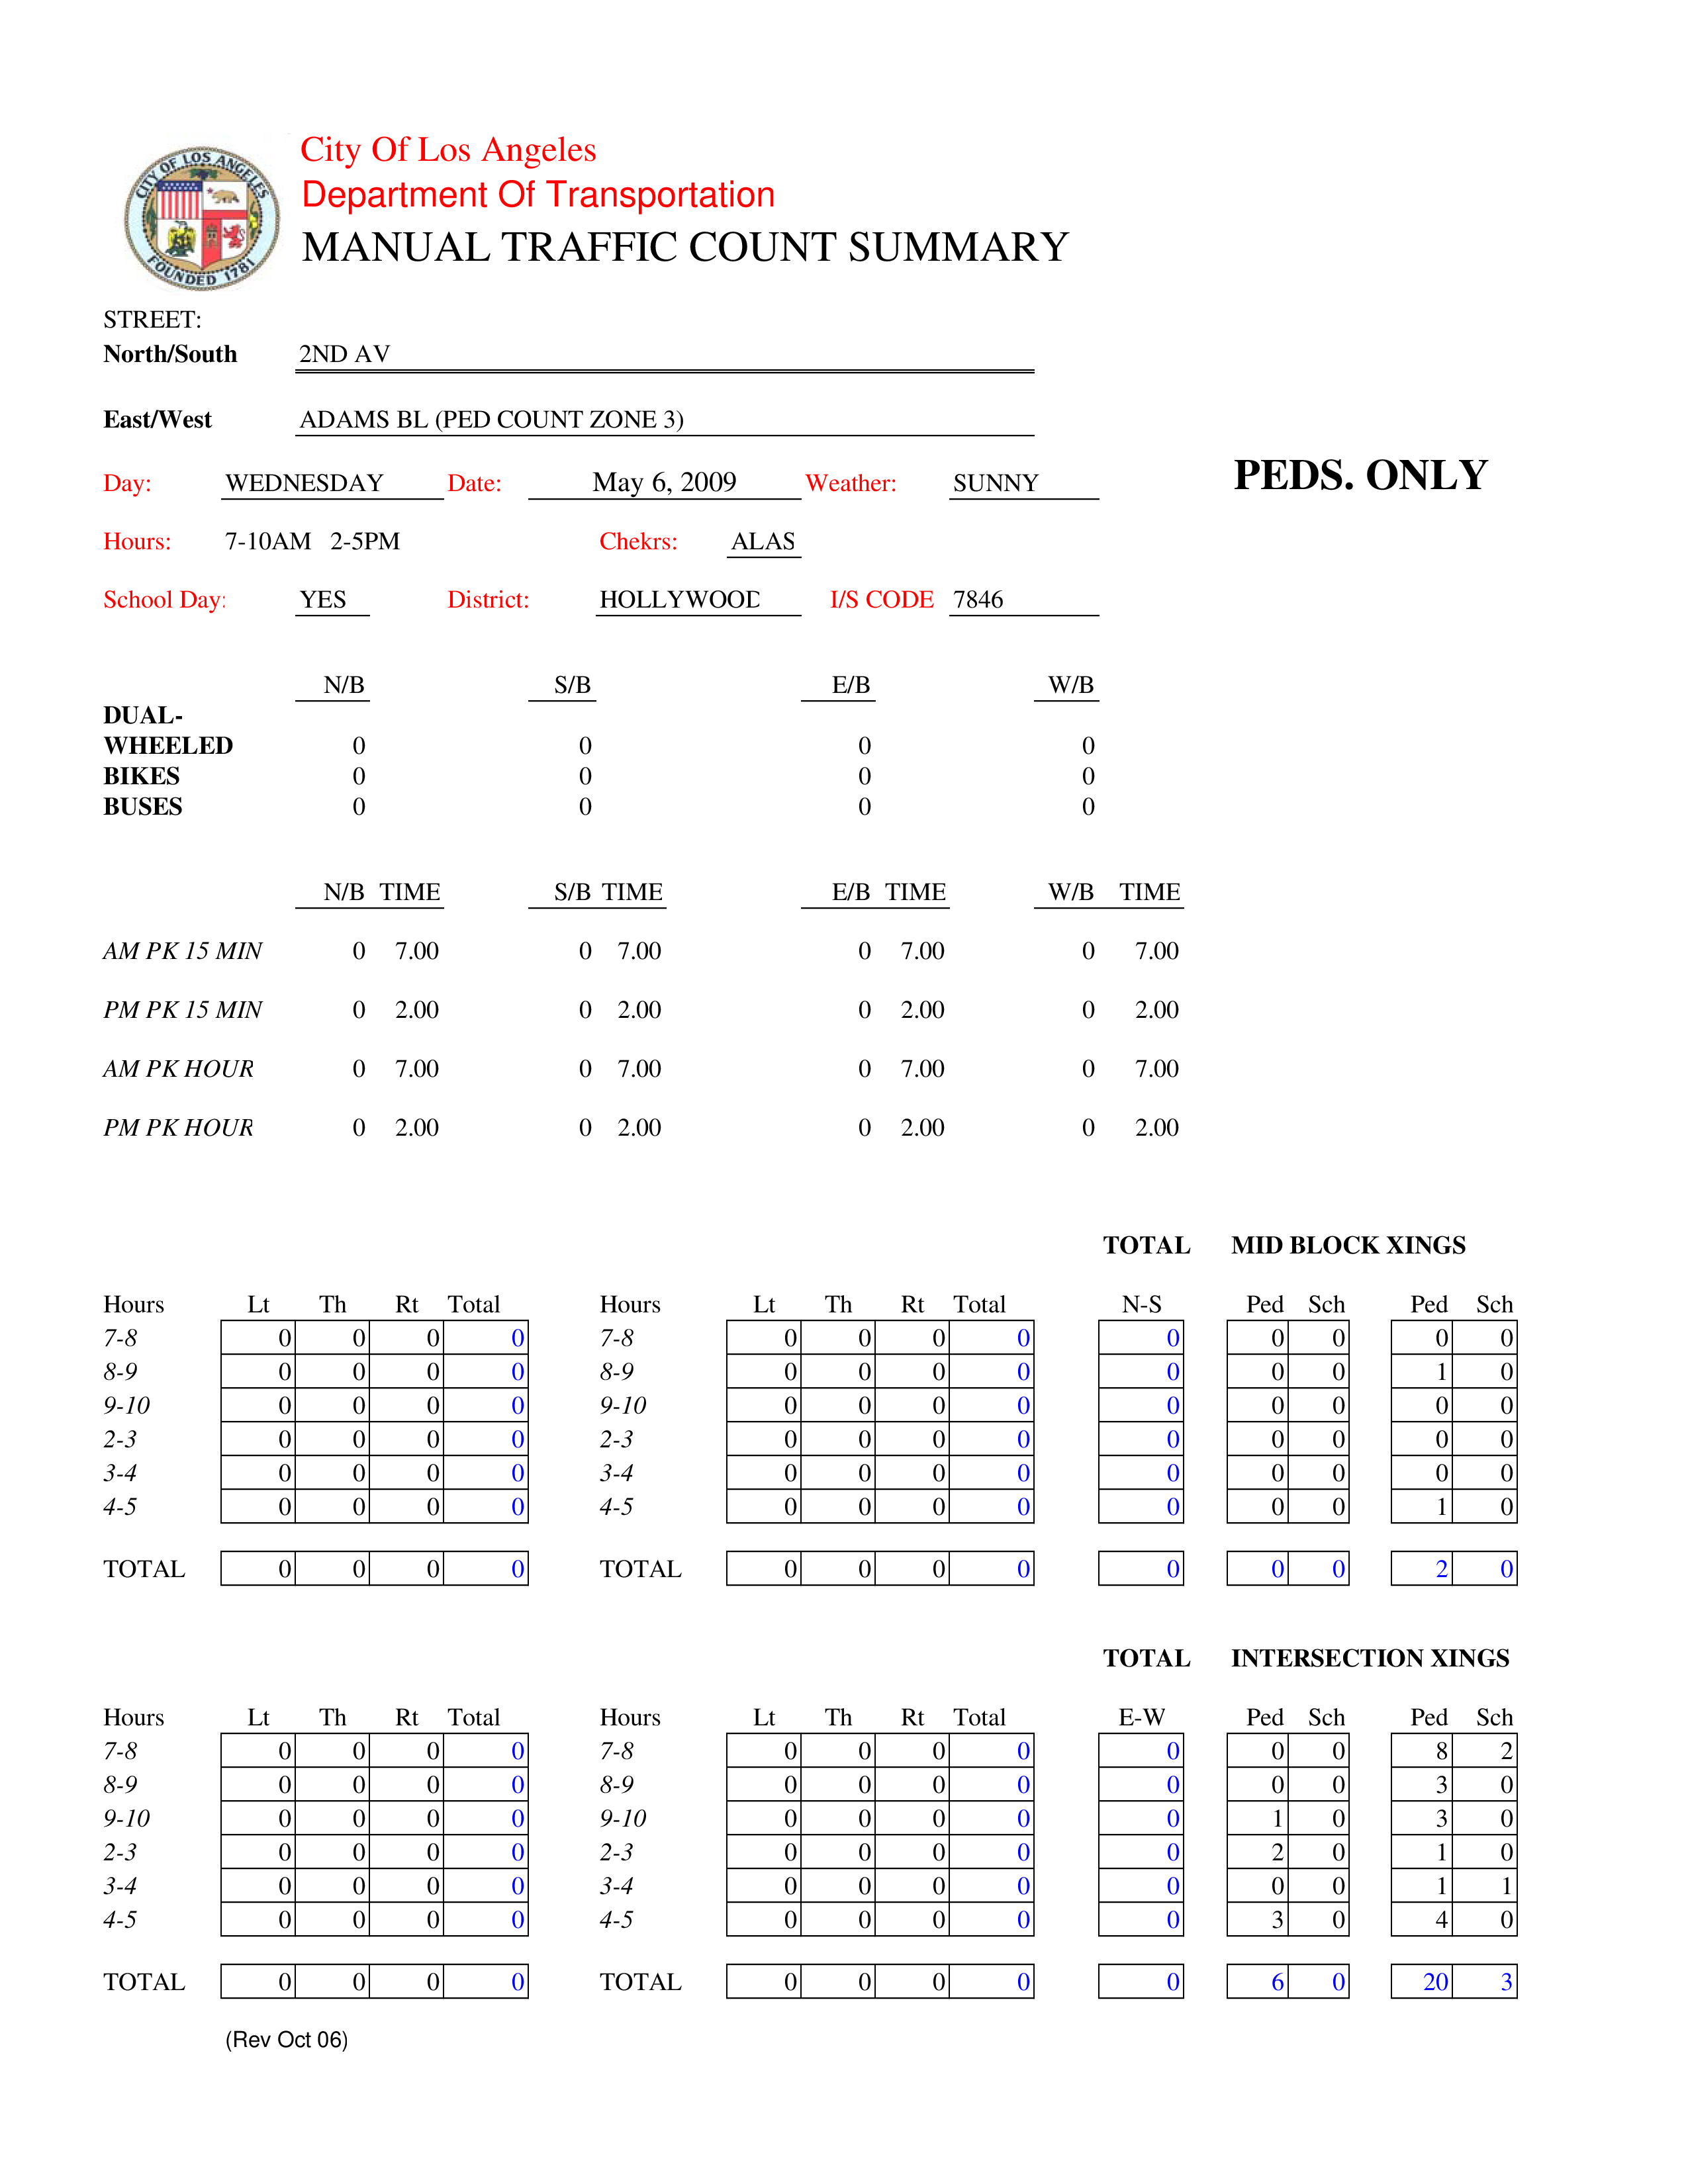 CITY OF LOS ANGELES
FOUNDED 1781
City Of Los Angeles
Department Of Transportation
MANUAL TRAFFIC COUNT SUMMARY
STREET:
North/South 2ND AV
East/West ADAMS BL (PED COUNT ZONE 3)
Day: WEDNESDAY Date: May 6, 2009 Weather: SUNNY PEDS. ONLY
Hours: 7-10AM 2-5PM Chekrs: ALAS
School Day: YES District: HOLLYWOOD I/S CODE 7846
N/B S/B E/B W/B
DUAL-
WHEELED 0 0 0 0
BIKES 0 0 0 0
BUSES 0 0 0 0
N/B TIME S/B TIME E/B TIME W/B TIME
AM PK 15 MIN 0 7.00 0 7.00 0 7.00 0 7.00
PM PK 15 MIN 0 2.00 0 2.00 0 2.00 0 2.00
AM PK HOUR 0 7.00 0 7.00 0 7.00 0 7.00
PM PK HOUR 0 2.00 0 2.00 0 2.00 0 2.00
TOTAL MID BLOCK XINGS
Hours Lt Th Rt Total Hours Lt Th Rt Total N-S Ped Sch Ped Sch
7-8 0 0 0 0 7-8 0 0 0 0 0 0 0 0 0
8-9 0 0 0 0 8-9 0 0 0 0 0 0 0 1 0
9-10 0 0 0 0 9-10 0 0 0 0 0 0 0 0 0
2-3 0 0 0 0 2-3 0 0 0 0 0 0 0 0 0
3-4 0 0 0 0 3-4 0 0 0 0 0 0 0 0 0
4-5 0 0 0 0 4-5 0 0 0 0 0 0 0 1 0
TOTAL 0 0 0 0 TOTAL 0 0 0 0 0 0 0 2 0
TOTAL INTERSECTION XINGS
Hours Lt Th Rt Total Hours Lt Th Rt Total E-W Ped Sch Ped Sch
7-8 0 0 0 0 7-8 0 0 0 0 0 0 0 8 2
8-9 0 0 0 0 8-9 0 0 0 0 0 0 0 3 0
9-10 0 0 0 0 9-10 0 0 0 0 0 1 0 3 0
2-3 0 0 0 0 2-3 0 0 0 0 0 2 0 1 0
3-4 0 0 0 0 3-4 0 0 0 0 0 0 0 1 1
4-5 0 0 0 0 4-5 0 0 0 0 0 3 0 4 0
TOTAL 0 0 0 0 TOTAL 0 0 0 0 0 6 0 20 3
(Rev Oct 06)